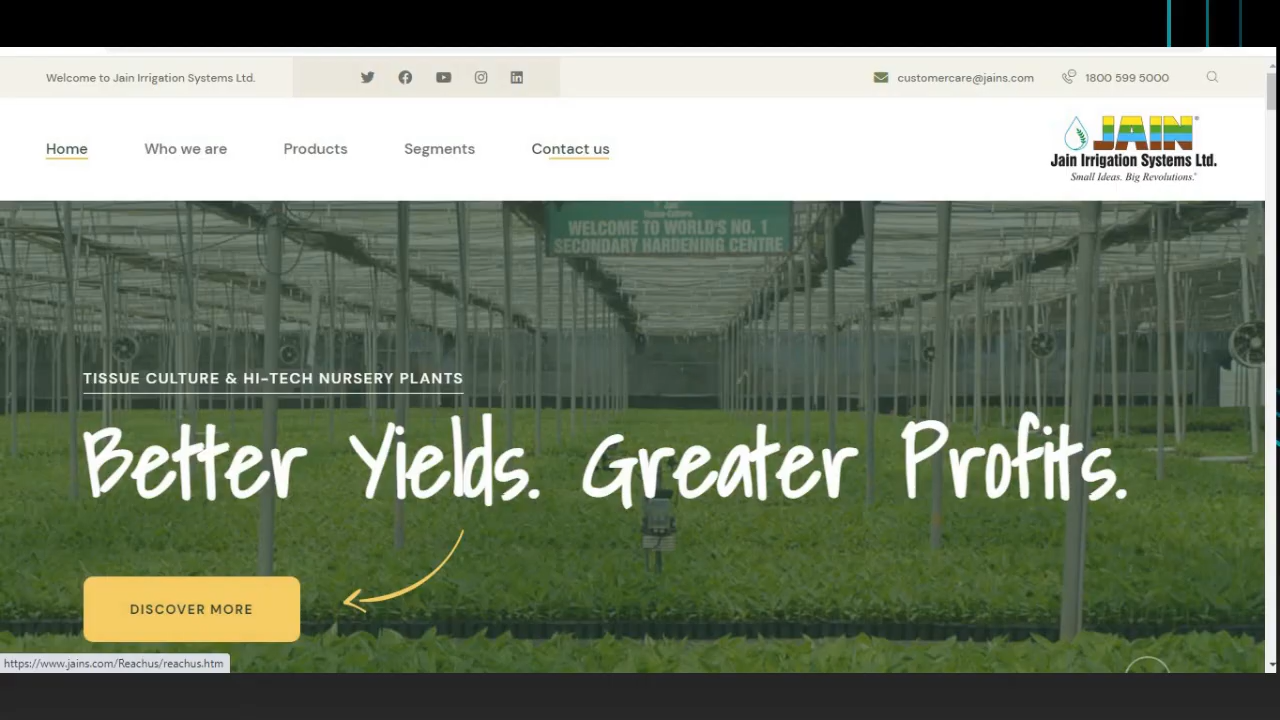 Welcome to Jain Irrigation Systems Ltd.
customercare@jains.com
1800 599 5000
Home
Who we are
Products
Segments
Contact us
JAIN®
Jain Irrigation Systems Ltd.
Small Ideas. Big Revolutions.®
WELCOME TO WORLD'S NO. 1
SECONDARY HARDENING CENTRE
TISSUE CULTURE & HI-TECH NURSERY PLANTS
Better Yields. Greater Profits.
DISCOVER MORE
https://www.jains.com/Reachus/reachus.htm